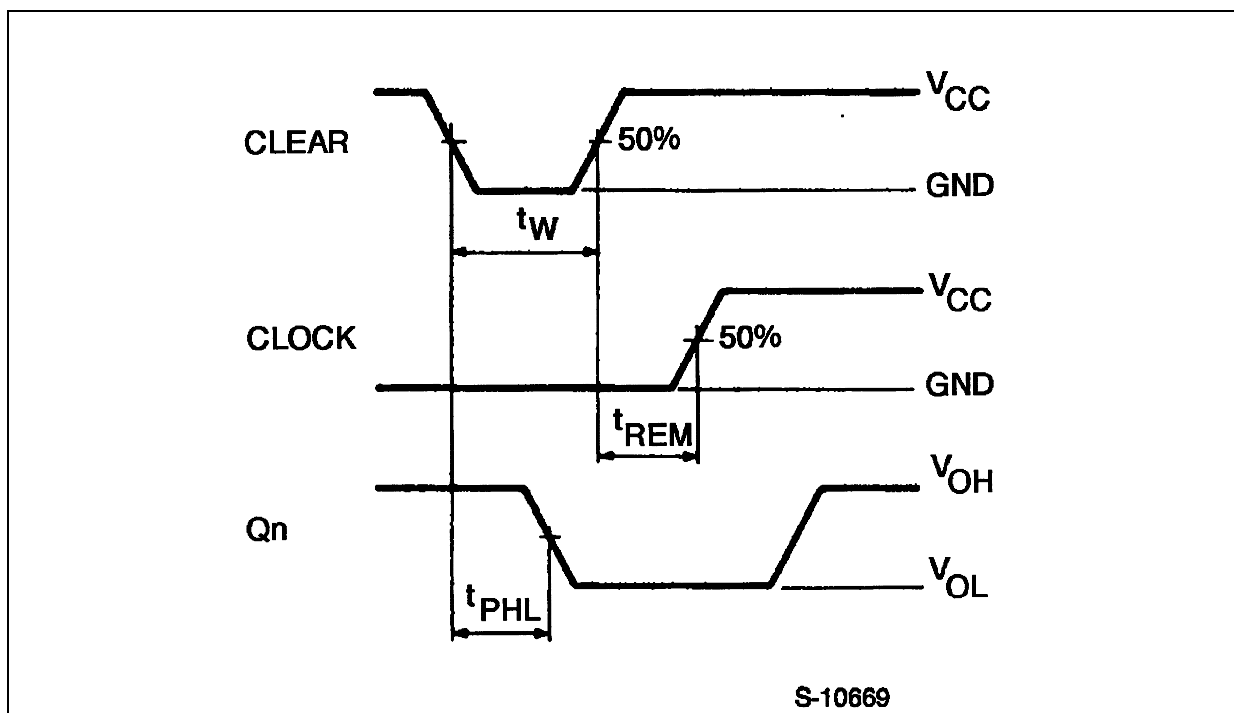 VCC
CLEAR
50%
GND
tW
VCC
CLOCK
50%
GND
tREM
VOH
Qn
VOL
tPHL
S-10669